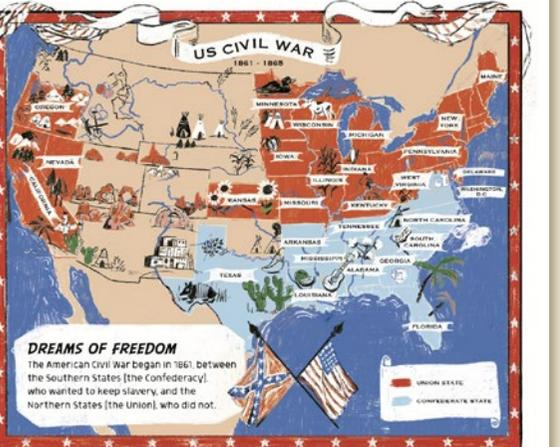 US CIVIL WAR
1861 - 1865
MAINE
MINNESOTA
OREGON
WISCONSIN
NEW YORK
MICHIGAN
PENNSYLVANIA
IOWA
NEVADA
INDIANA
ILLINOIS
DELAWARE
WEST VIRGINIA
WASHINGTON, D.C
CALIFORNIA
KANSAS
MISSOURI
KENTUCKY
NORTH CAROLINA
TENNESSEE
ARKANSAS
SOUTH CAROLINA
MISSISSIPPI
GEORGIA
ALABAMA
TEXAS
LOUISIANA
FLORIDA
DREAMS OF FREEDOM
The American Civil War began in 1861, between
the Southern States (the Confederacy),
who wanted to keep slavery, and the
Northern States (the Union), who did not.
UNION STATE
CONFEDERATE STATE